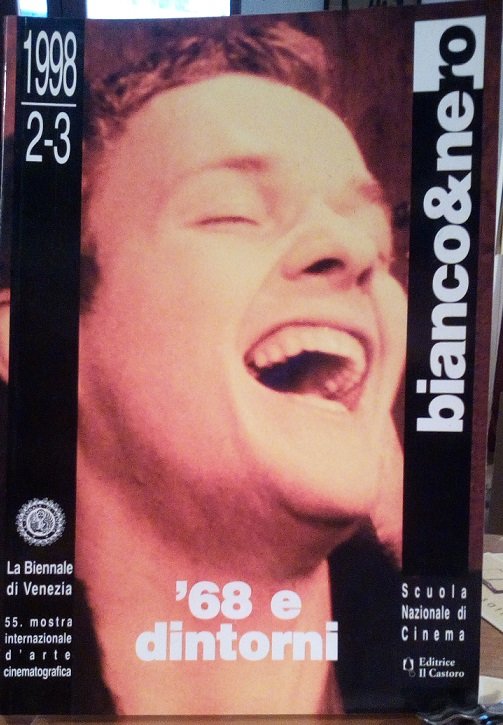 1998
2-3
bianco&nero
La Biennale
di Venezia
55. mostra
internazionale
d'arte
cinematografica
'68 e
dintorni
Scuola
Nazionale di
Cinema
Editrice
Il Castoro